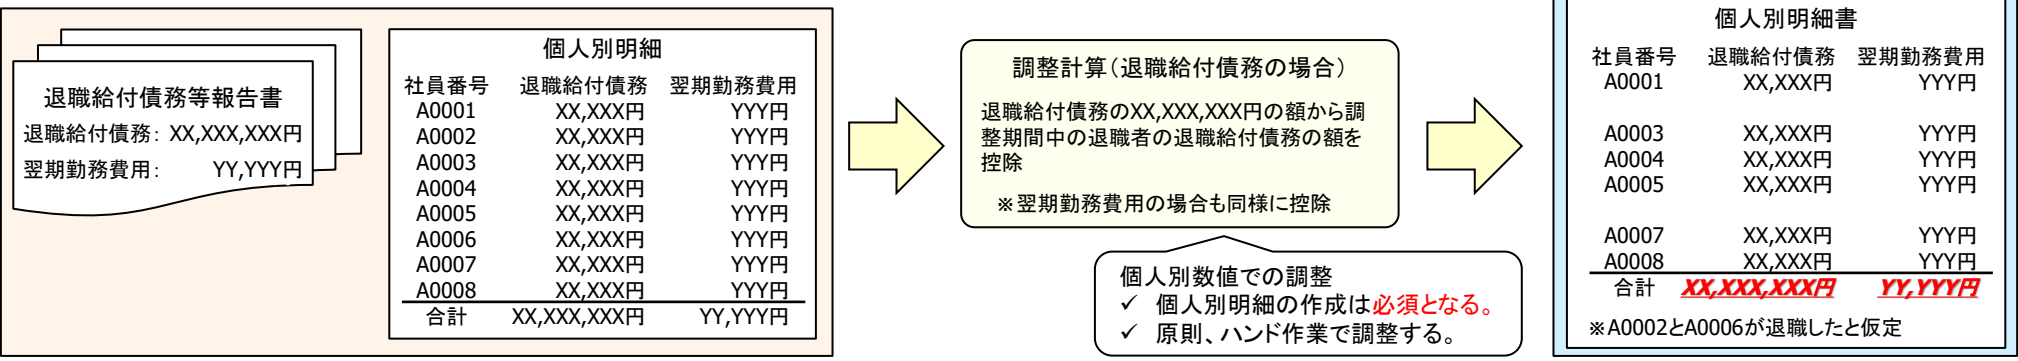 退職給付債務等報告書
退職給付債務: XX,XXX,XXX円
翌期勤務費用: YY,YYY円
個人別明細
社員番号 退職給付債務 翌期勤務費用
A0001 XX,XXX円 YYY円
A0002 XX,XXX円 YYY円
A0003 XX,XXX円 YYY円
A0004 XX,XXX円 YYY円
A0005 XX,XXX円 YYY円
A0006 XX,XXX円 YYY円
A0007 XX,XXX円 YYY円
A0008 XX,XXX円 YYY円
合計 XX,XXX,XXX円 YY,YYY円
調整計算(退職給付債務の場合)
退職給付債務のXX,XXX,XXX円の額から調
整期間中の退職者の退職給付債務の額を
控除
※翌期勤務費用の場合も同様に控除
個人別数値での調整
✓ 個人別明細の作成は必須となる。
✓ 原則、ハンド作業で調整する。
個人別明細書
社員番号 退職給付債務 翌期勤務費用
A0001 XX,XXX円 YYY円
A0003 XX,XXX円 YYY円
A0004 XX,XXX円 YYY円
A0005 XX,XXX円 YYY円
A0007 XX,XXX円 YYY円
A0008 XX,XXX円 YYY円
合計 XX,XXX,XXX円 YY,YYY円
※A0002とA0006が退職したと仮定